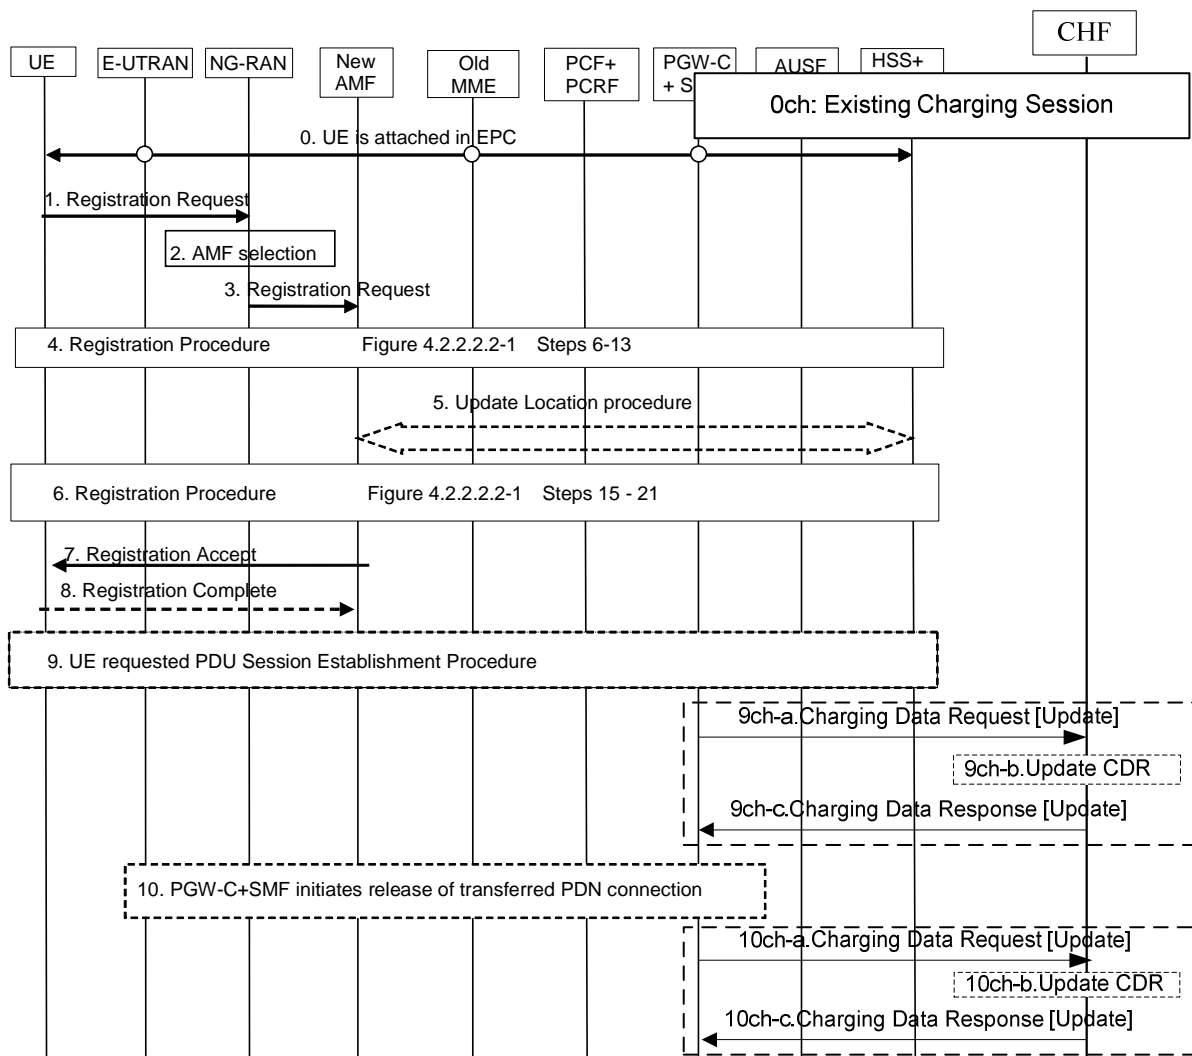 CHF
UE
E-UTRAN
NG-RAN
New
AMF
Old
MME
PCF+
PCRF
PGW-C
+ S
AUSF
HSS+
0ch: Existing Charging Session
0. UE is attached in EPC
1. Registration Request
2. AMF selection
3. Registration Request
4. Registration Procedure Figure 4.2.2.2.2-1 Steps 6-13
5. Update Location procedure
6. Registration Procedure Figure 4.2.2.2.2-1 Steps 15 - 21
7. Registration Accept
8. Registration Complete
9. UE requested PDU Session Establishment Procedure
9ch-a.Charging Data Request [Update]
9ch-b.Update CDR
9ch-c.Charging Data Response [Update]
10. PGW-C+SMF initiates release of transferred PDN connection
10ch-a.Charging Data Request [Update]
10ch-b.Update CDR
10ch-c.Charging Data Response [Update]